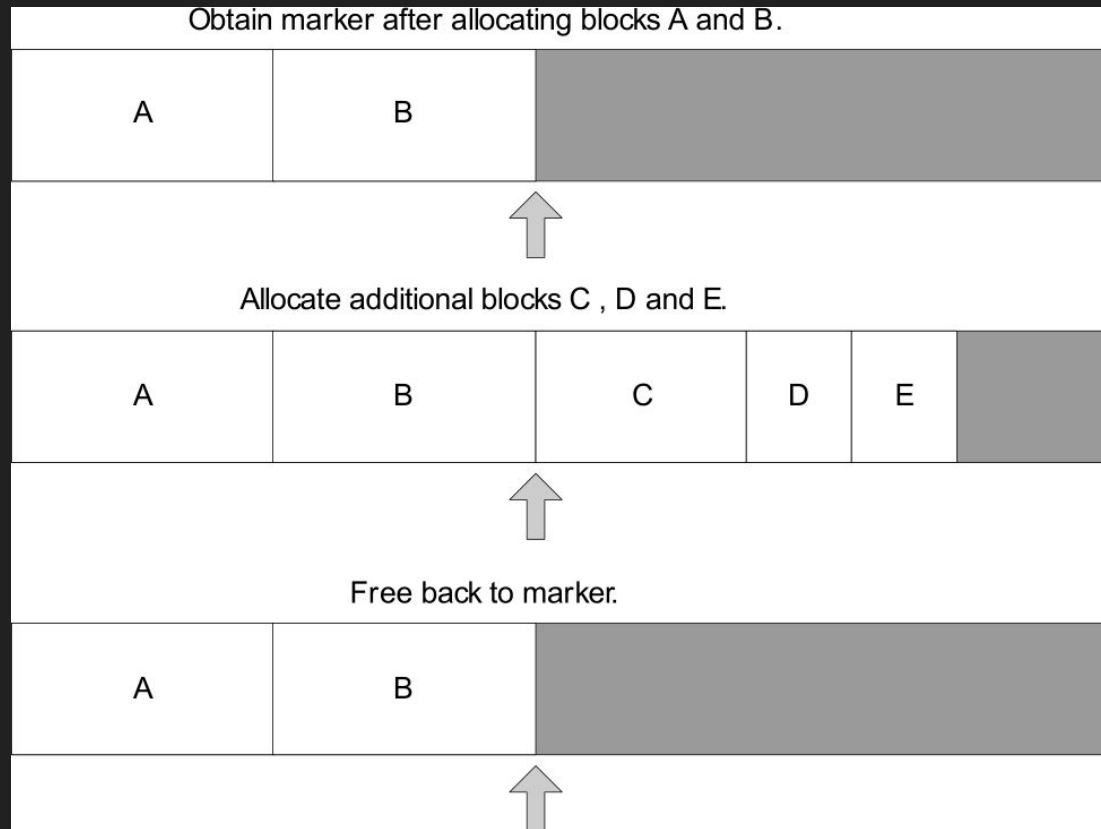 Obtain marker after allocating blocks A and B.
A B
Allocate additional blocks C , D and E.
A B C D E
Free back to marker.
A B